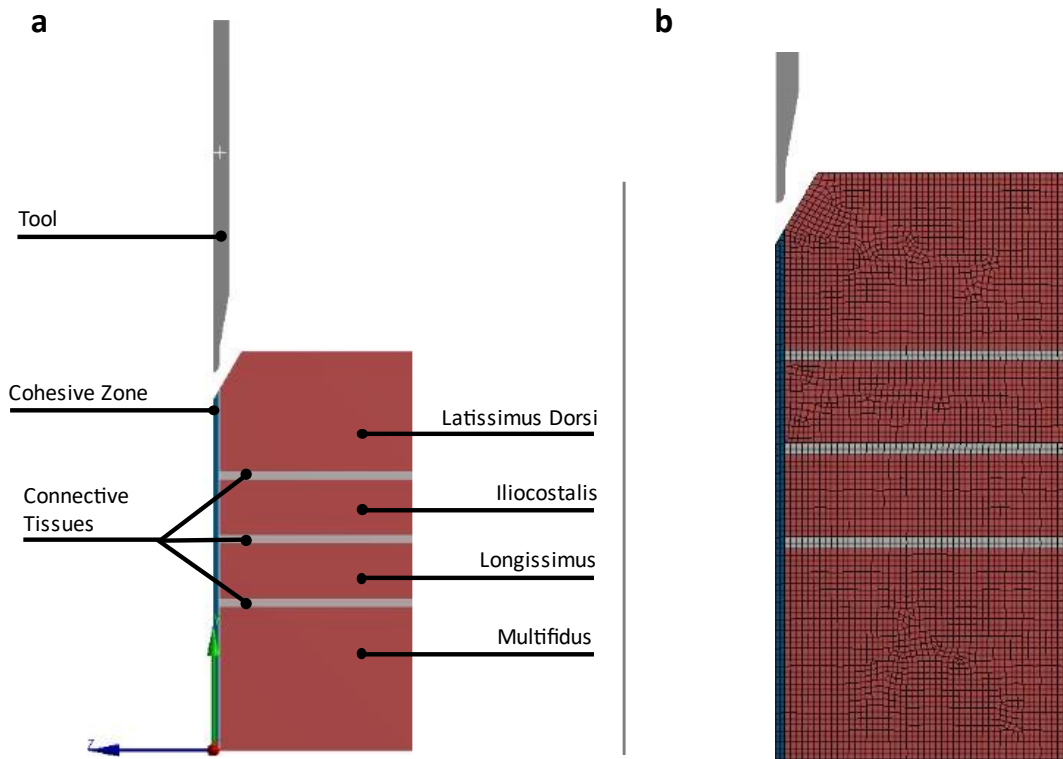 a
b
Tool
Cohesive Zone
Latissimus Dorsi
Connective
Tissues
Iliocostalis
Longissimus
Multifidus
Z